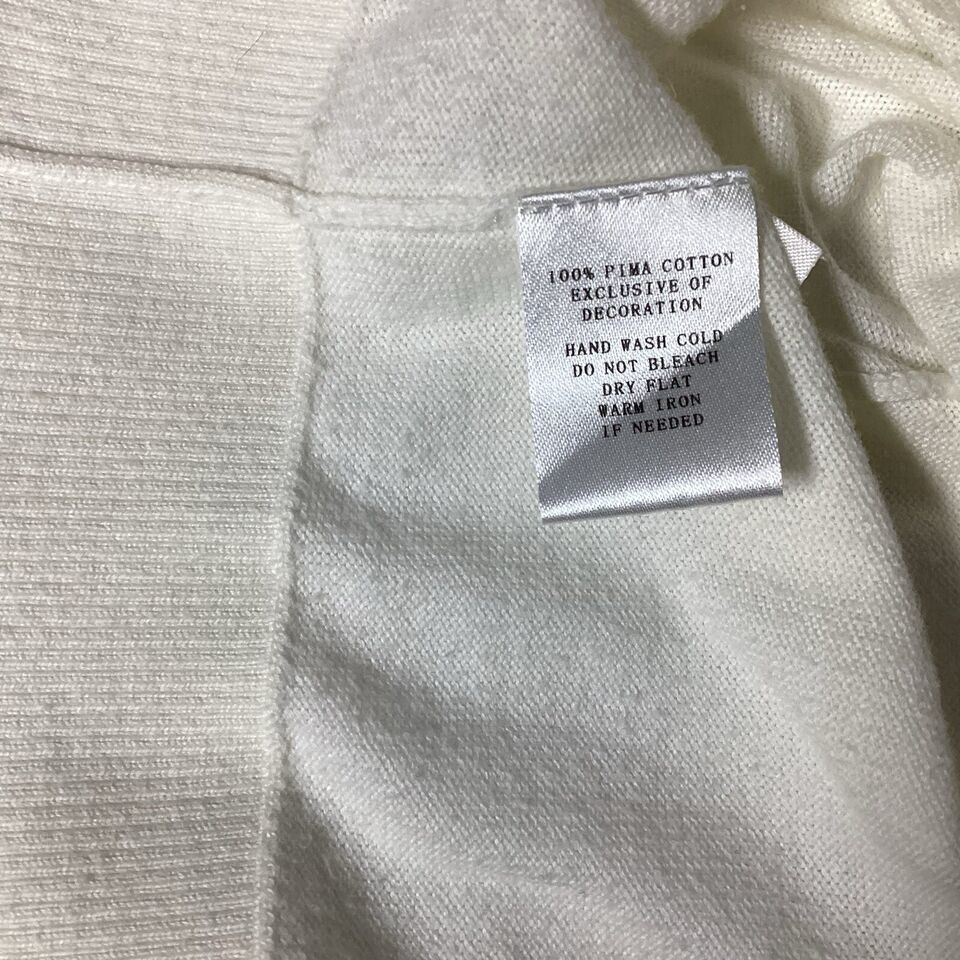 100% PIMA COTTON
EXCLUSIVE OF
DECORATION
HAND WASH COLD
DO NOT BLEACH
DRY FLAT
WARM IRON
IF NEEDED